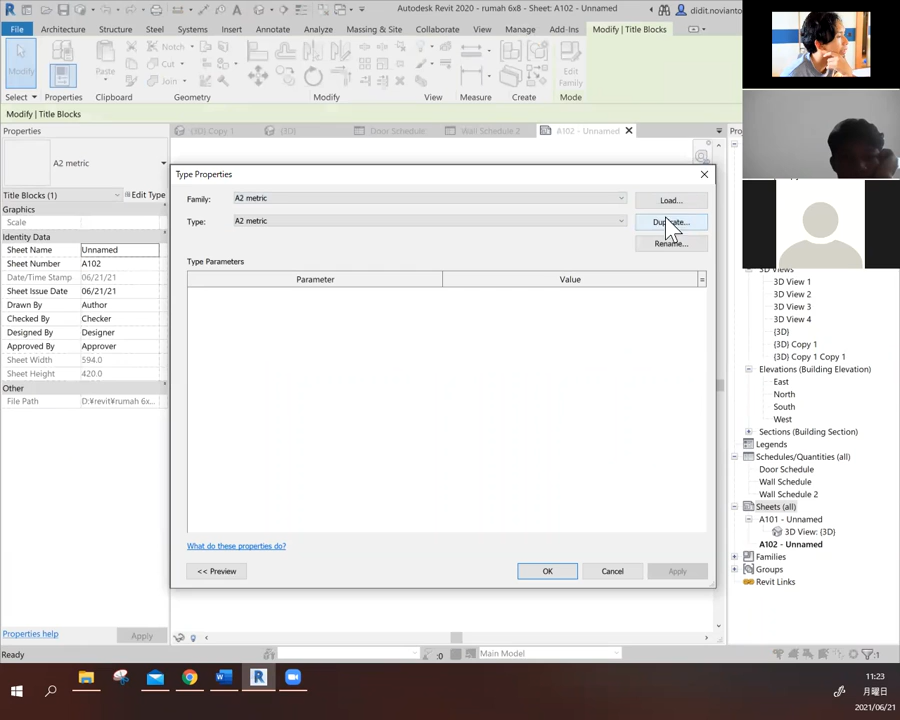 Autodesk Revit 2020 - rumah 6x8 - Sheet: A102 - Unnamed
didit.novianto
File Architecture Structure Steel Systems Insert Annotate Analyze Massing & Site Collaborate View Manage Add-Ins Modify | Title Blocks
Modify
Paste
Notch
Cut
Join
Edit
Family
Select Properties Clipboard Geometry Modify View Measure Create Mode
Modify | Title Blocks
Properties
(3D) Copy 1
(3D)
Door Schedule
Wall Schedule 2
A102 - Unnamed
A2 metric
Title Blocks (1)
Edit Type
Graphics
Scale
Identity Data
Sheet Name Unnamed
Sheet Number A102
Date/Time Stamp 06/21/21
Sheet Issue Date 06/21/21
Drawn By Author
Checked By Checker
Designed By Designer
Approved By Approver
Sheet Width 594.0
Sheet Height 420.0
Other
File Path D:¥revit¥rumah 6x...
Properties help
Apply
Type Properties
Family: A2 metric
Load...
Type: A2 metric
Duplicate...
Rename...
Type Parameters
Parameter Value =
What do these properties do?
<< Preview
OK
Cancel
Apply
3D Views
3D View 1
3D View 2
3D View 3
3D View 4
{3D}
{3D} Copy 1
{3D} Copy 1 Copy 1
Elevations (Building Elevation)
East
North
South
West
Sections (Building Section)
Legends
Schedules/Quantities (all)
Door Schedule
Wall Schedule
Wall Schedule 2
Sheets (all)
A101 - Unnamed
3D View: {3D}
A102 - Unnamed
Families
Groups
Revit Links
Ready
:0
Main Model
:1
11:23
月曜日
2021/06/21